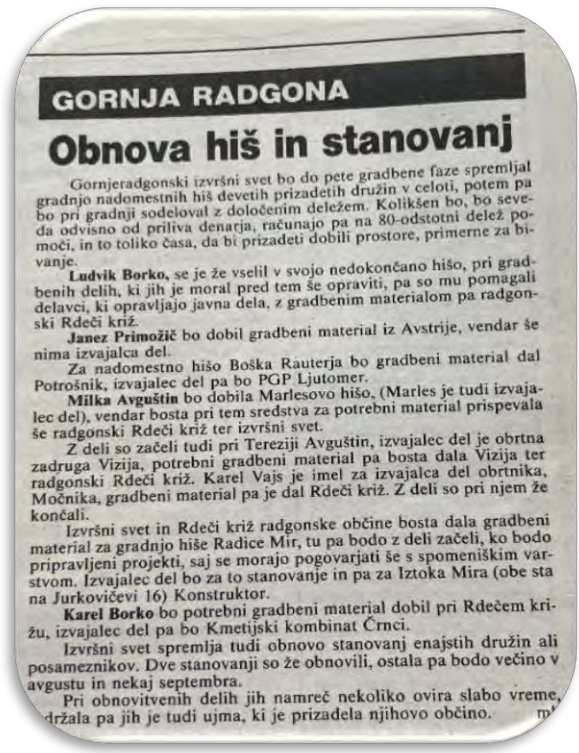 GORNJA RADGONA
Obnova hiš in stanovanj
Gornjeradgonski izvršni svet bo do pete gradbene faze spremljal
gradnjo nadomestnih hiš devetih prizadetih družin v celoti, potem pa
bo pri gradnji sodeloval z določenim deležem. Kolikšen bo, bo seve-
da odvisno od priliva denarja, računajo pa na 80-odstotni delež po-
moči, in to toliko časa, da bi prizadeti dobili prostore, primerne za bi-
vanje.
Ludvik Borko, se je že vselil v svojo nedokončano hišo, pri grad-
benih delih, ki jih je moral pred tem še opraviti, pa so mu pomagali
delavci, ki opravljajo javna dela, z gradbenim materialom pa radgon-
ski Rdeči križ.
Janez Primožič bo dobil gradbeni material iz Avstrije, vendar še
nima izvajalca del.
Za nadomestno hišo Boška Rauterja bo gradbeni material dal
Potrošnik, izvajalec del pa bo PGP Ljutomer.
Milka Avguštin bo dobila Marlesovo hišo, (Marles je tudi izvaja-
lec del), vendar bosta pri tem sredstva za potrebni material prispevala
še radgonski Rdeči križ ter izvršni svet.
Z deli so začeli tudi pri Tereziji Avguštin, izvajalec del je obrtna
zadruga Vizija, potrebni gradbeni material pa bosta dala Vizija ter
radgonski Rdeči križ. Karel Vajs je imel za izvajalca del obrtnika,
Močnika, gradbeni material pa je dal Rdeči križ. Z deli so pri njem že
končali.
Izvršni svet in Rdeči križ radgonske občine bosta dala gradbeni
material za gradnjo hiše Radice Mir, tu pa bodo z deli začeli, ko bodo
pripravljeni projekti, saj se morajo pogovarjati še s spomeniškim var-
stvom. Izvajalec del bo za to stanovanje in pa za Iztoka Mira (obe sta
na Jurkovičevi 16) Konstruktor.
Karel Borko bo potrebni gradbeni material dobil pri Rdečem kri-
žu, izvajalec del pa bo Kmetijski kombinat Črnci.
Izvršni svet spremlja tudi obnovo stanovanj enajstih družin ali
posameznikov. Dve stanovanji so že obnovili, ostala pa bodo večino v
avgustu in nekaj septembra.
Pri obnovitvenih delih jih namreč nekoliko ovira slabo vreme,
držala pa jih je tudi ujma, ki je prizadela njihovo občino.